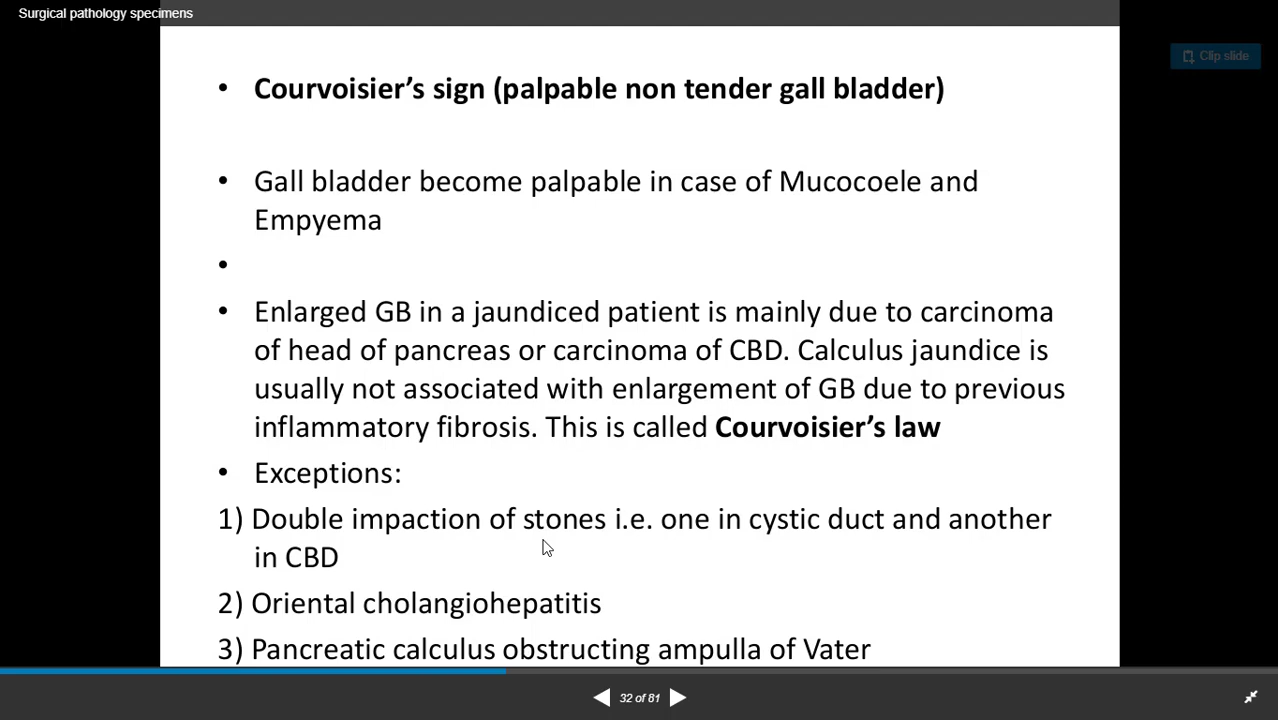 Surgical pathology specimens
Clip slide
• Courvoisier’s sign (palpable non tender gall bladder)
• Gall bladder become palpable in case of Mucocoele and
Empyema
•
• Enlarged GB in a jaundiced patient is mainly due to carcinoma
of head of pancreas or carcinoma of CBD. Calculus jaundice is
usually not associated with enlargement of GB due to previous
inflammatory fibrosis. This is called Courvoisier’s law
• Exceptions:
1) Double impaction of stones i.e. one in cystic duct and another
in CBD
2) Oriental cholangiohepatitis
3) Pancreatic calculus obstructing ampulla of Vater
32 of 81